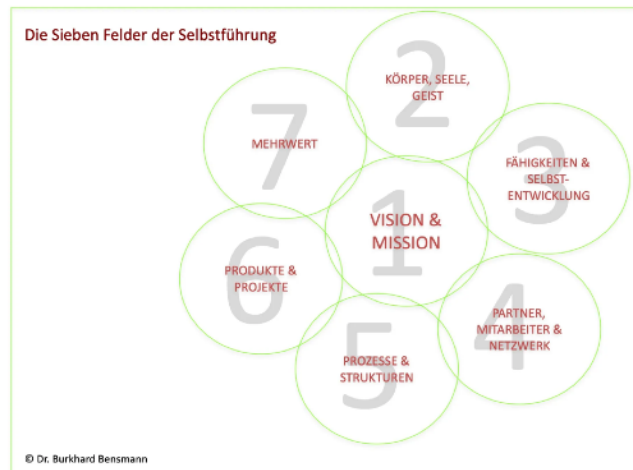 Die Sieben Felder der Selbstführung
1
VISION &
MISSION
2
KÖRPER, SEELE,
GEIST
3
FÄHIGKEITEN &
SELBST-
ENTWICKLUNG
4
PARTNER,
MITARBEITER &
NETZWERK
5
PROZESSE &
STRUKTUREN
6
PRODUKTE &
PROJEKTE
7
MEHRWERT
© Dr. Burkhard Bensmann